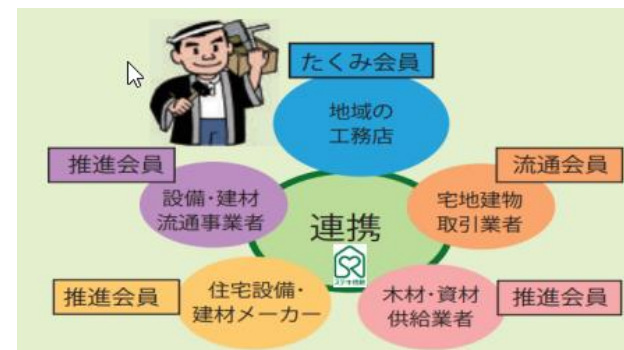 たくみ会員
地域の
工務店
推進会員
設備・建材
流通事業者
流通会員
宅地建物
取引業者
連携
推進会員
住宅設備・
建材メーカー
木材・資材
供給業者
推進会員